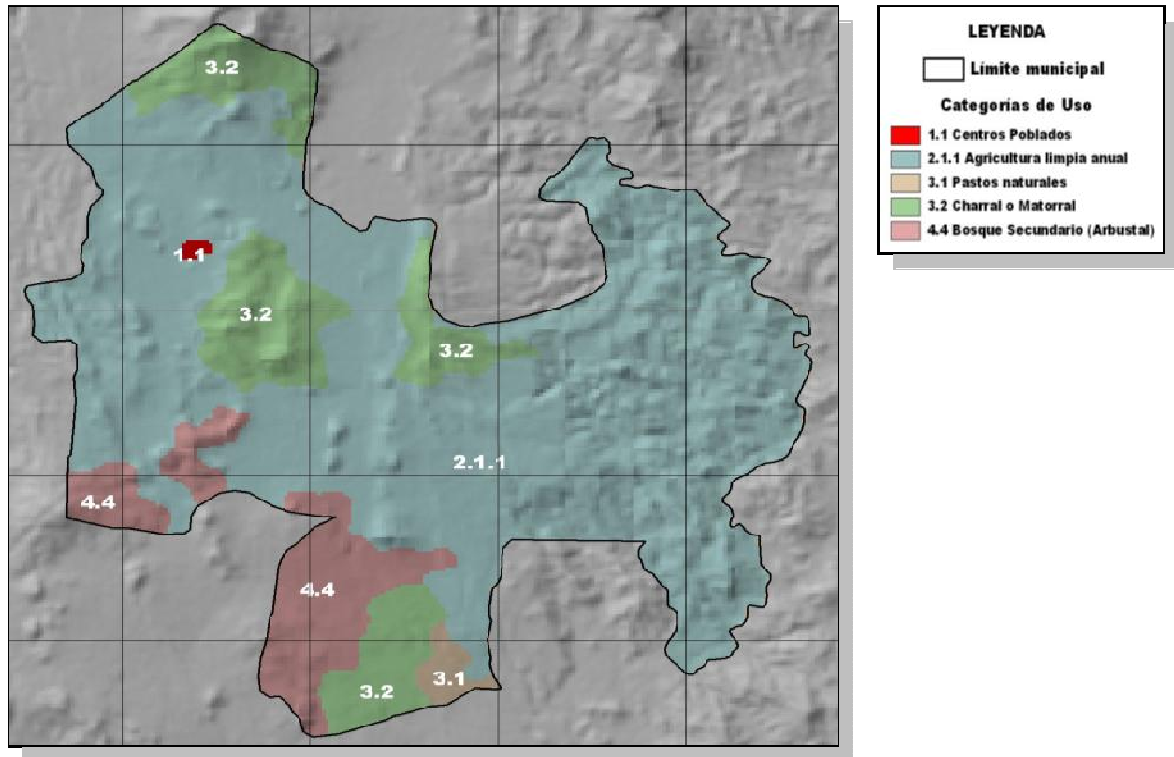 3.2
1.1
3.2
3.2
2.1.1
4.4
4.4
3.1
3.2
LEYENDA
Límite municipal
Categorías de Uso
1.1 Centros Poblados
2.1.1 Agricultura limpia anual
3.1 Pastos naturales
3.2 Charral o Matorral
4.4 Bosque Secundario (Arbustal)